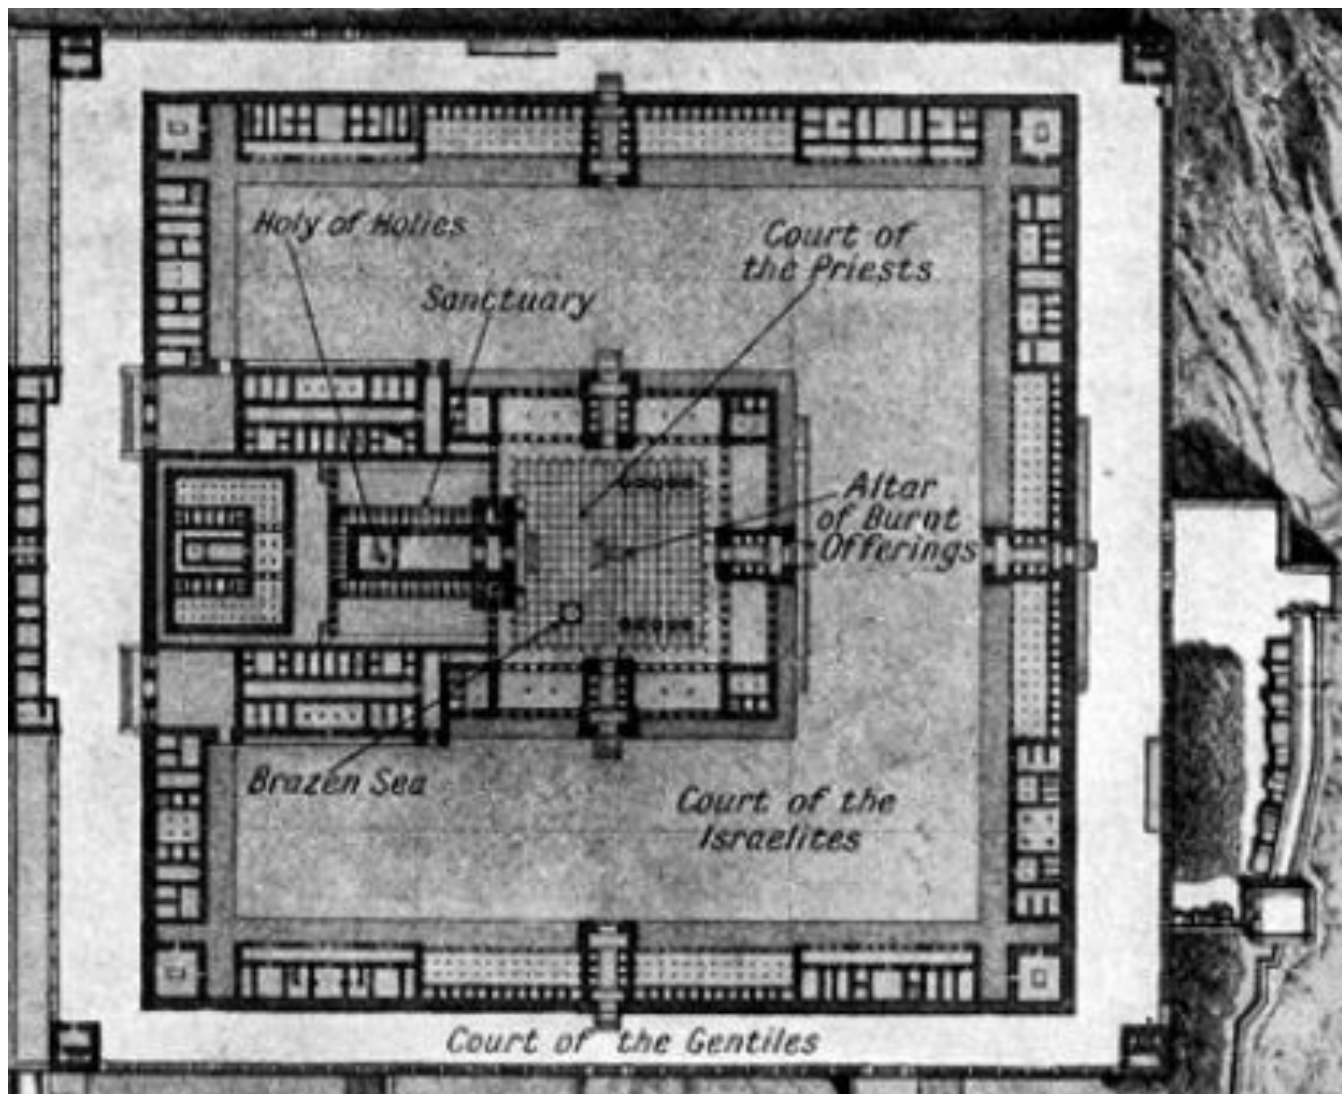 Holy of Holies
Court of
the Priests
Sanctuary
Altar
of Burnt
Offerings
Brazen Sea
Court of the
Israelites
Court of the Gentiles